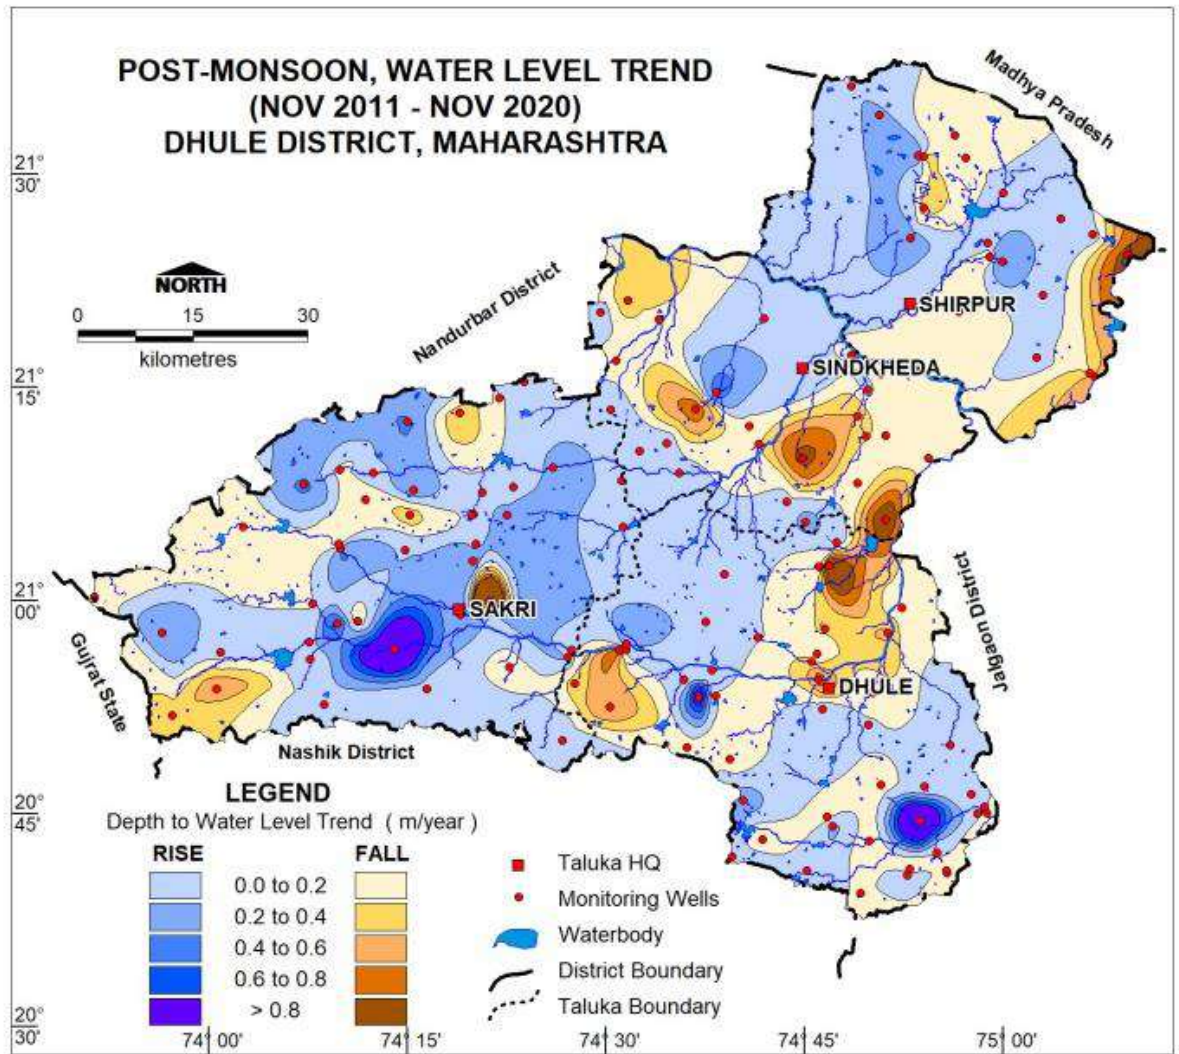 POST-MONSOON, WATER LEVEL TREND
(NOV 2011 - NOV 2020)
DHULE DISTRICT, MAHARASHTRA
Madhya Pradesh
21°
30'
NORTH
0 15 30
kilometres
Nandurbar District
SHIRPUR
SINDKHEDA
21°
15'
21°
00'
SAKRI
Jalgaon District
Gujrat State
DHULE
Nashik District
LEGEND
Depth to Water Level Trend ( m/year )
RISE FALL
0.0 to 0.2
0.2 to 0.4
0.4 to 0.6
0.6 to 0.8
> 0.8
Taluka HQ
Monitoring Wells
Waterbody
District Boundary
Taluka Boundary
20°
45'
20°
30'
74° 00' 74° 15' 74° 30' 74° 45' 75° 00'